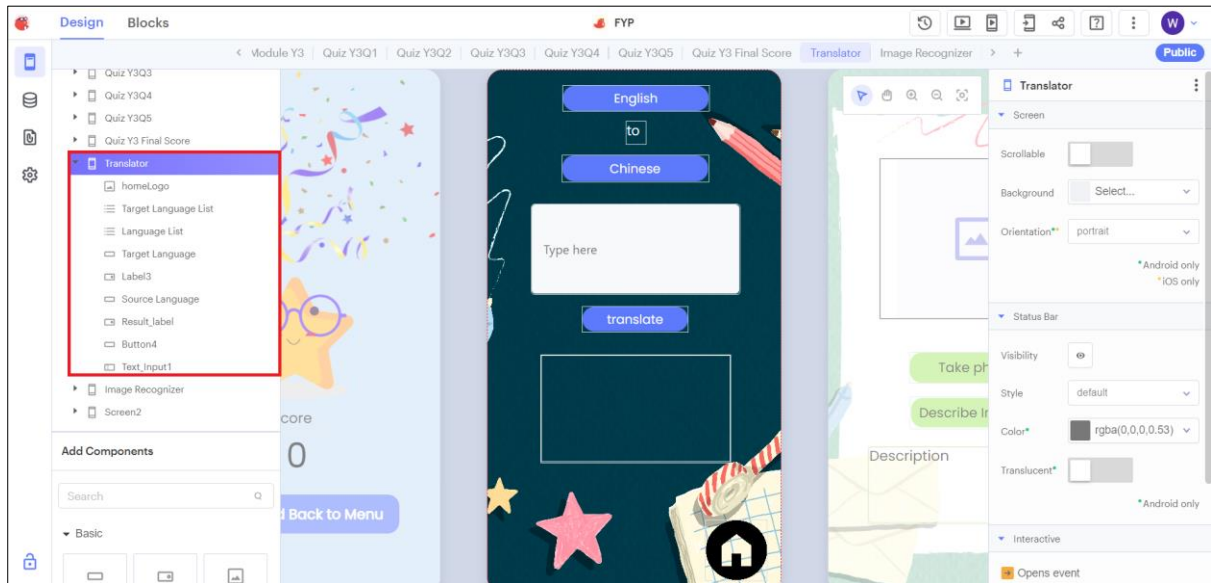 Design Blocks FYP W
Module Y3 Quiz Y3Q1 Quiz Y3Q2 Quiz Y3Q3 Quiz Y3Q4 Quiz Y3Q5 Quiz Y3 Final Score Translator Image Recognizer + Public
Quiz Y3Q3
Quiz Y3Q4
Quiz Y3Q5
Quiz Y3 Final Score
Translator
homeLogo
Target Language List
Language List
Target Language
Label3
Source Language
Result_label
Button4
Text_Input1
Image Recognizer
Screen2
Add Components
Search
Basic
core
0
d Back to Menu
English
to
Chinese
Type here
translate
Take ph
Describe Ir
Description
Translator
Screen
Scrollable
Background Select...
Orientation** portrait
*Android only
*iOS only
Status Bar
Visibility
Style default
Color* rgba(0,0,0,0.53)
Translucent*
*Android only
Interactive
Opens event